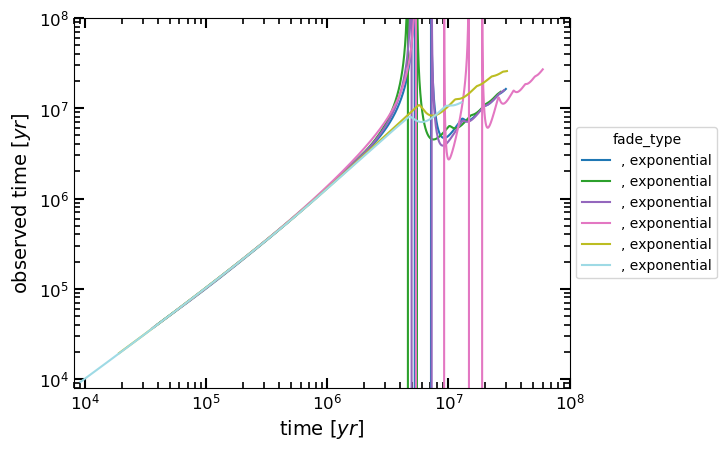 10^8
10^7
10^6
10^5
10^4
observed time [yr]
10^4 10^5 10^6 10^7 10^8
time [yr]
fade_type
, exponential
, exponential
, exponential
, exponential
, exponential
, exponential